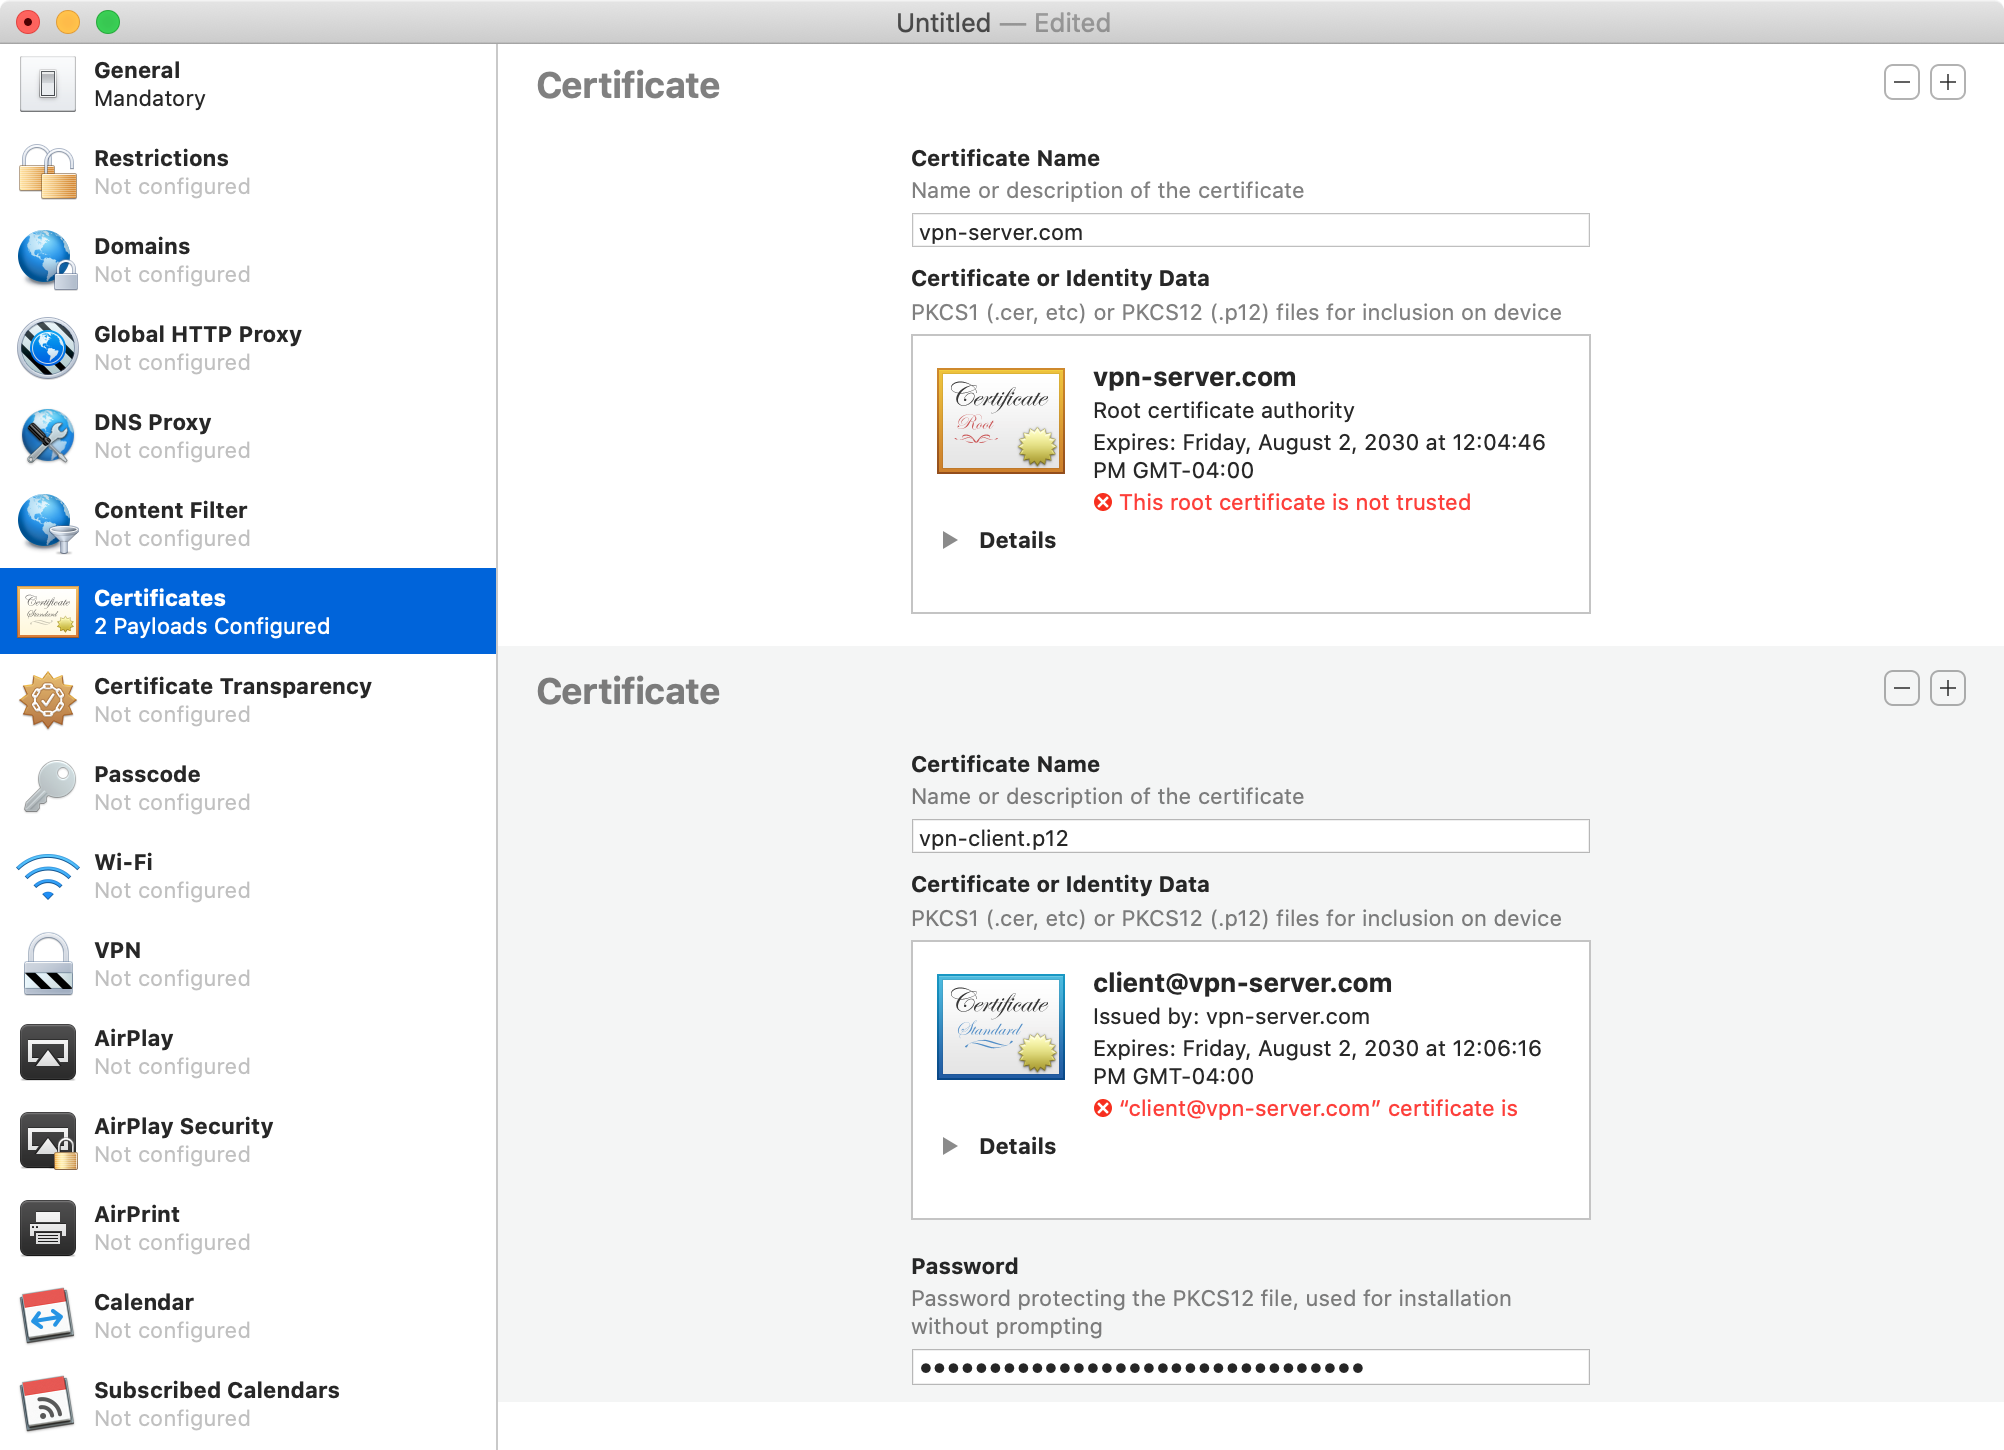 Untitled — Edited
General
Mandatory
Restrictions
Not configured
Domains
Not configured
Global HTTP Proxy
Not configured
DNS Proxy
Not configured
Content Filter
Not configured
Certificate
Standard
Certificates
2 Payloads Configured
Certificate Transparency
Not configured
Passcode
Not configured
Wi-Fi
Not configured
VPN
Not configured
AirPlay
Not configured
AirPlay Security
Not configured
AirPrint
Not configured
Calendar
Not configured
Subscribed Calendars
Not configured
Certificate
Certificate Name
Name or description of the certificate
vpn-server.com
Certificate or Identity Data
PKCS1 (.cer, etc) or PKCS12 (.p12) files for inclusion on device
Certificate
Root
vpn-server.com
Root certificate authority
Expires: Friday, August 2, 2030 at 12:04:46
PM GMT-04:00
This root certificate is not trusted
Details
Certificate
Certificate Name
Name or description of the certificate
vpn-client.p12
Certificate or Identity Data
PKCS1 (.cer, etc) or PKCS12 (.p12) files for inclusion on device
Certificate
Standard
client@vpn-server.com
Issued by: vpn-server.com
Expires: Friday, August 2, 2030 at 12:06:16
PM GMT-04:00
“client@vpn-server.com” certificate is
Details
Password
Password protecting the PKCS12 file, used for installation
without prompting
••••••••••••••••••••••••••••••••